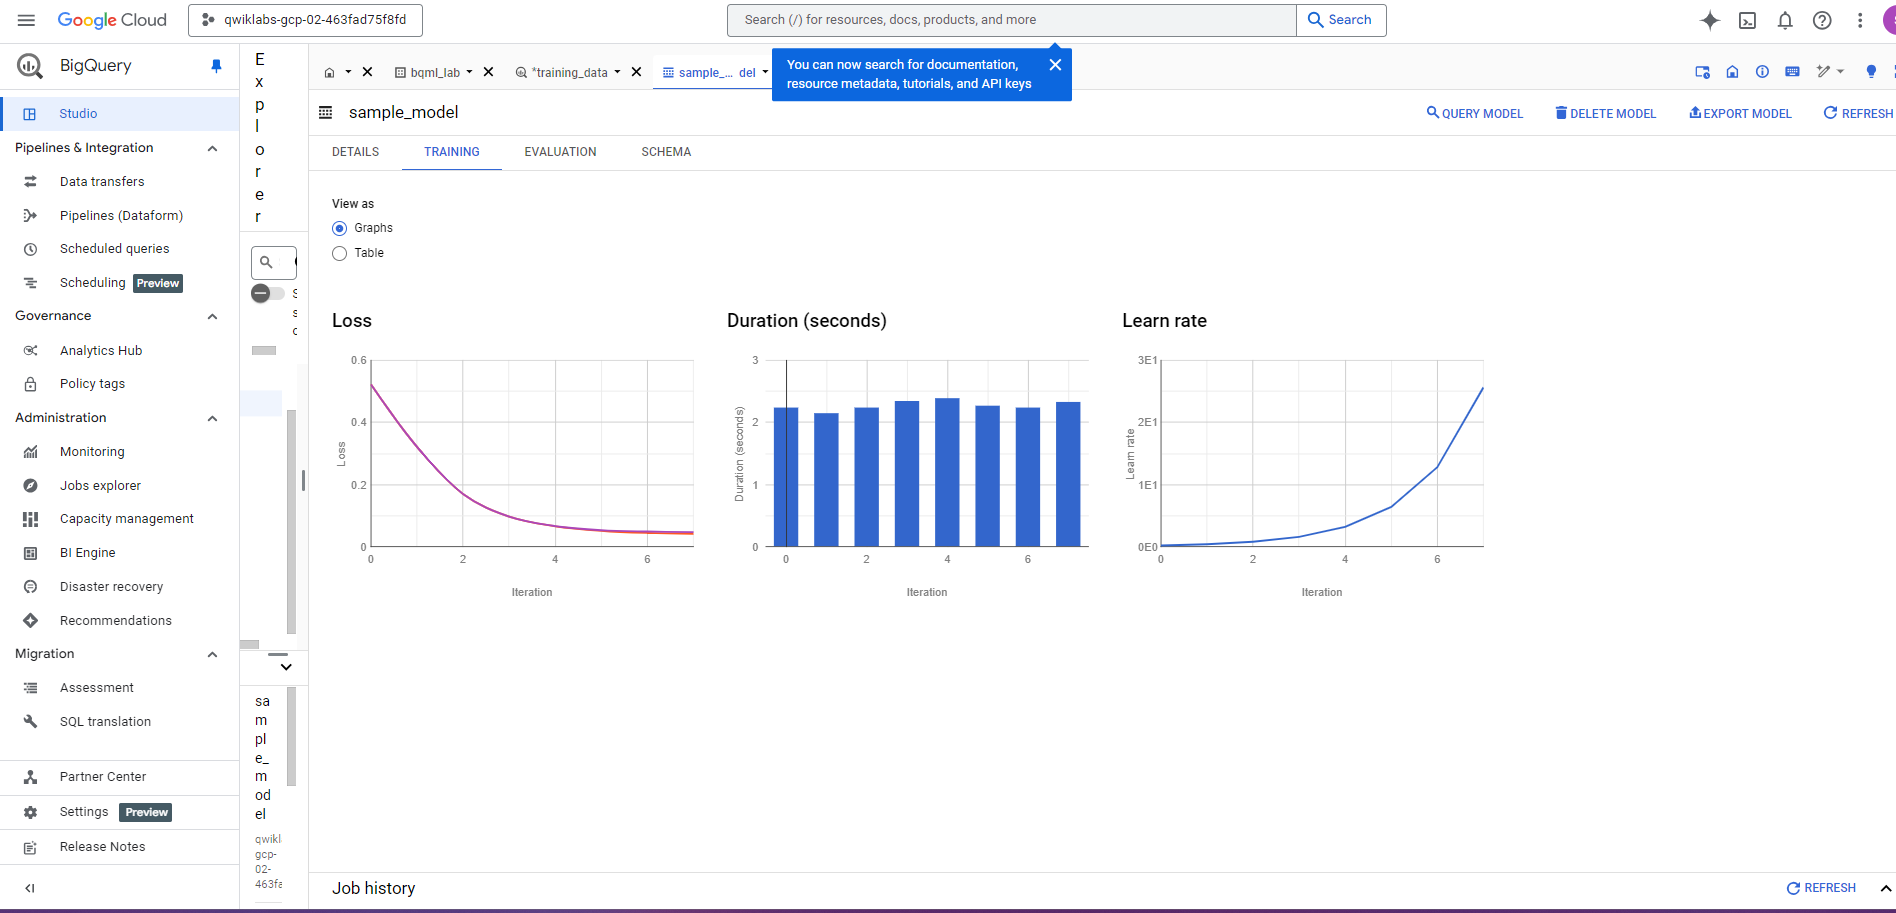 Google Cloud
qwiklabs-gcp-02-463fad75f8fd
Search (/) for resources, docs, products, and more
Search
BigQuery
Studio
Pipelines & Integration
Data transfers
Pipelines (Dataform)
Scheduled queries
Scheduling Preview
Governance
Analytics Hub
Policy tags
Administration
Monitoring
Jobs explorer
Capacity management
BI Engine
Disaster recovery
Recommendations
Migration
Assessment
SQL translation
Partner Center
Settings Preview
Release Notes
E
x
p
l
o
r
e
r
S
s
c
sa
m
pl
e_
m
od
el
qwikl
gcp-
02-
463fa
bqml_lab
*training_data
sample_... del
You can now search for documentation,
resource metadata, tutorials, and API keys
sample_model
QUERY MODEL
DELETE MODEL
EXPORT MODEL
REFRESH
DETAILS
TRAINING
EVALUATION
SCHEMA
View as
Graphs
Table
Loss
0.6
0.4
0.2
0
Loss
0 2 4 6
Iteration
Duration (seconds)
3
2
1
0
Duration (seconds)
0 2 4 6
Iteration
Learn rate
3E1
2E1
1E1
0E0
Learn rate
0 2 4 6
Iteration
Job history
REFRESH